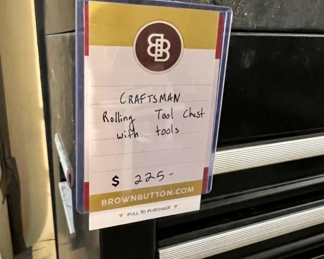 BB
CRAFTSMAN
Rolling Tool Chest
with tools
$ 225-
BROWNBUTTON.COM
PULL TO PURCHASE